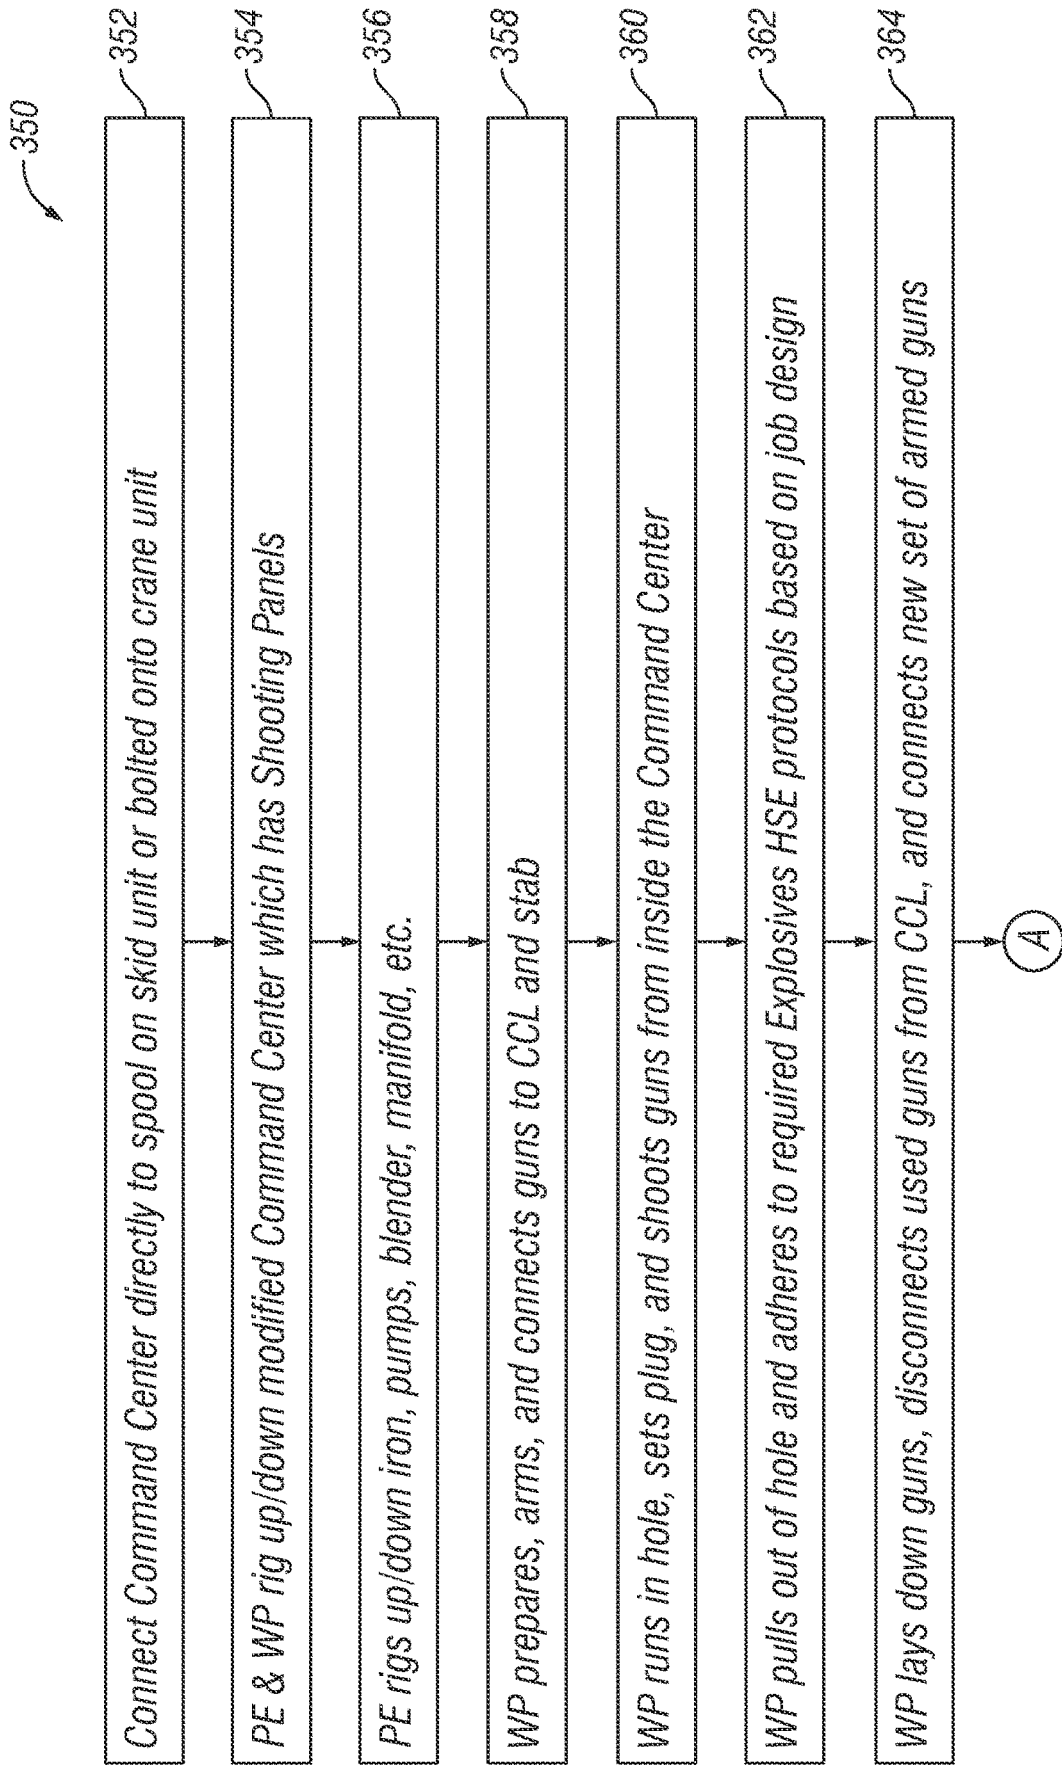 350
Connect Command Center directly to spool on skid unit or bolted onto crane unit
352
PE & WP rig up/down modified Command Center which has Shooting Panels
354
PE rigs up/down iron, pumps, blender, manifold, etc.
356
WP prepares, arms, and connects guns to CCL and stab
358
WP runs in hole, sets plug, and shoots guns from inside the Command Center
360
WP pulls out of hole and adheres to required Explosives HSE protocols based on job design
362
WP lays down guns, disconnects used guns from CCL, and connects new set of armed guns
364
A